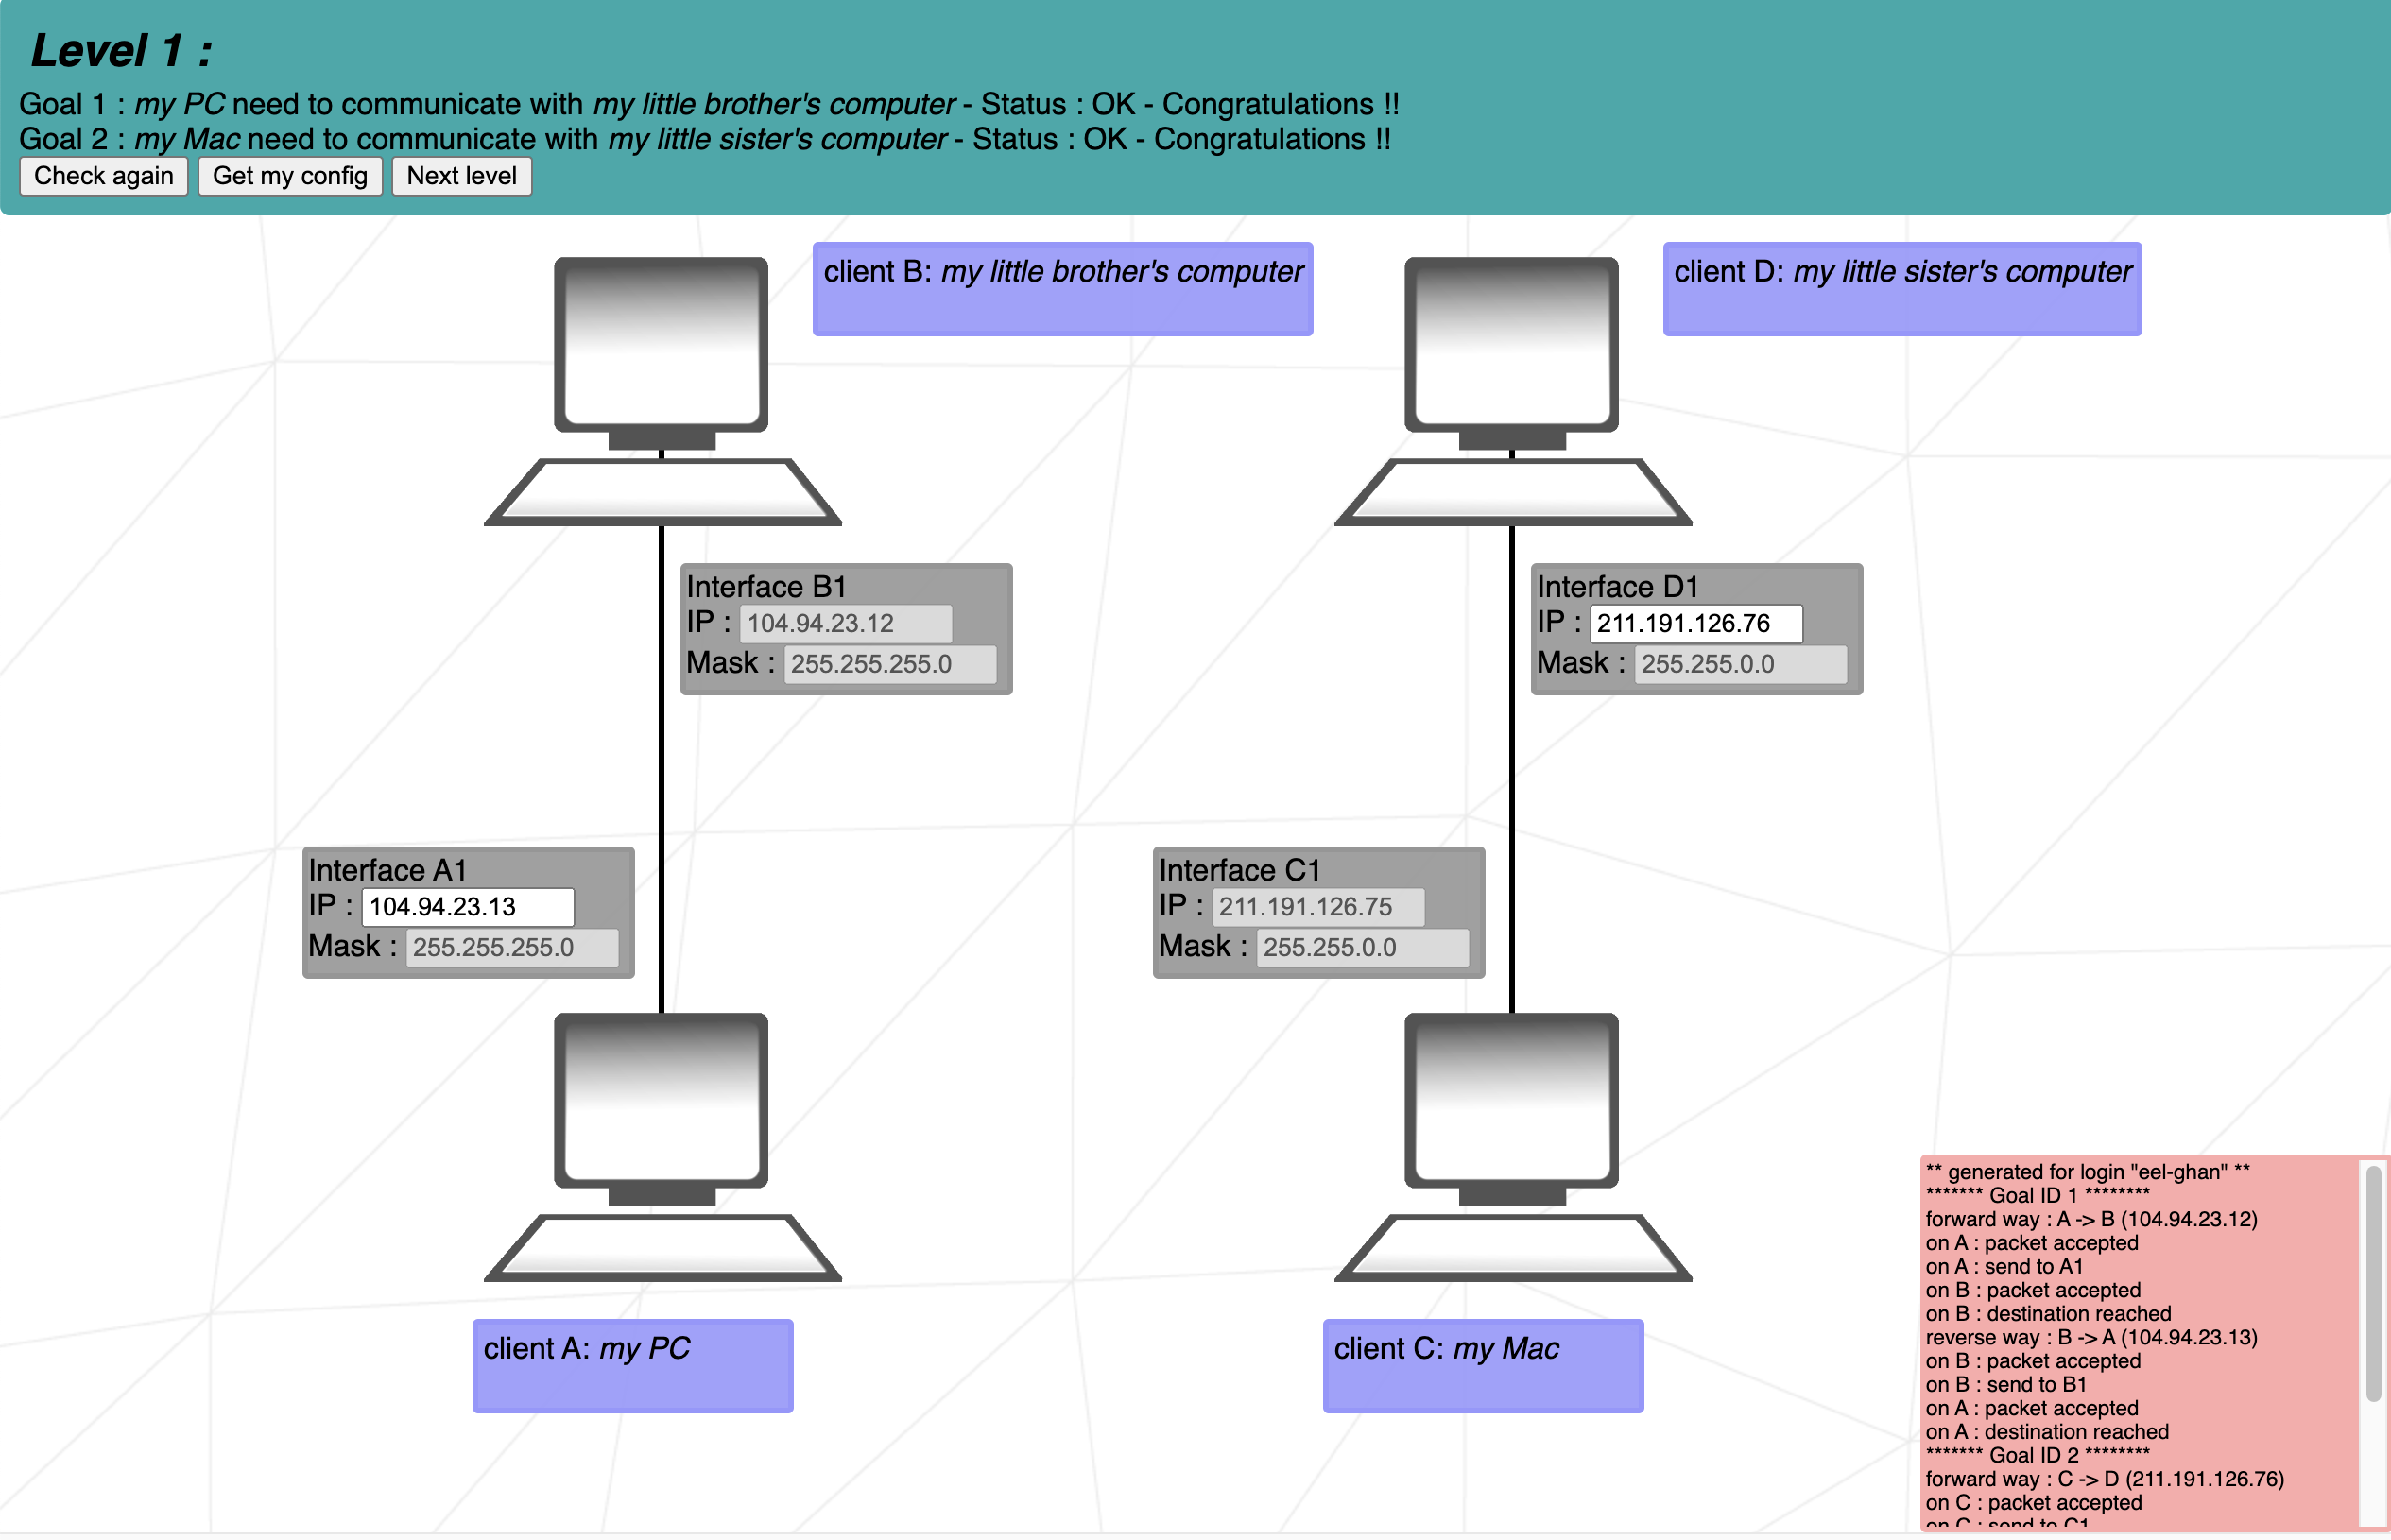 Level 1 :
Goal 1 : my PC need to communicate with my little brother's computer - Status : OK - Congratulations !!
Goal 2 : my Mac need to communicate with my little sister's computer - Status : OK - Congratulations !!
Check again Get my config Next level
client B: my little brother's computer
client D: my little sister's computer
Interface B1
IP : 104.94.23.12
Mask : 255.255.255.0
Interface D1
IP : 211.191.126.76
Mask : 255.255.0.0
Interface A1
IP : 104.94.23.13
Mask : 255.255.255.0
Interface C1
IP : 211.191.126.75
Mask : 255.255.0.0
client A: my PC
client C: my Mac
** generated for login "eel-ghan" **
******* Goal ID 1 ********
forward way : A -> B (104.94.23.12)
on A : packet accepted
on A : send to A1
on B : packet accepted
on B : destination reached
reverse way : B -> A (104.94.23.13)
on B : packet accepted
on B : send to B1
on A : packet accepted
on A : destination reached
******* Goal ID 2 ********
forward way : C -> D (211.191.126.76)
on C : packet accepted
on C : send to C1